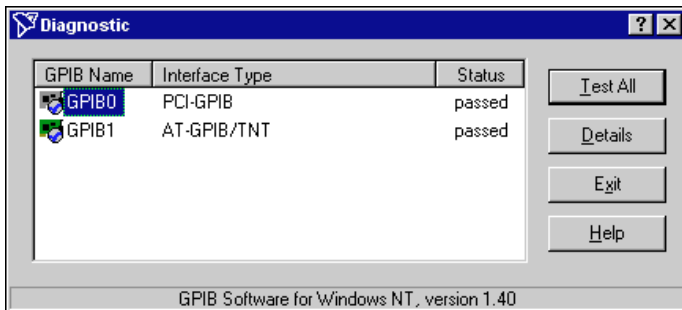 Diagnostic
GPIB Name Interface Type Status
GPIB0 PCI-GPIB passed
GPIB1 AT-GPIB/TNT passed
Test All
Details
Exit
Help
GPIB Software for Windows NT, version 1.40